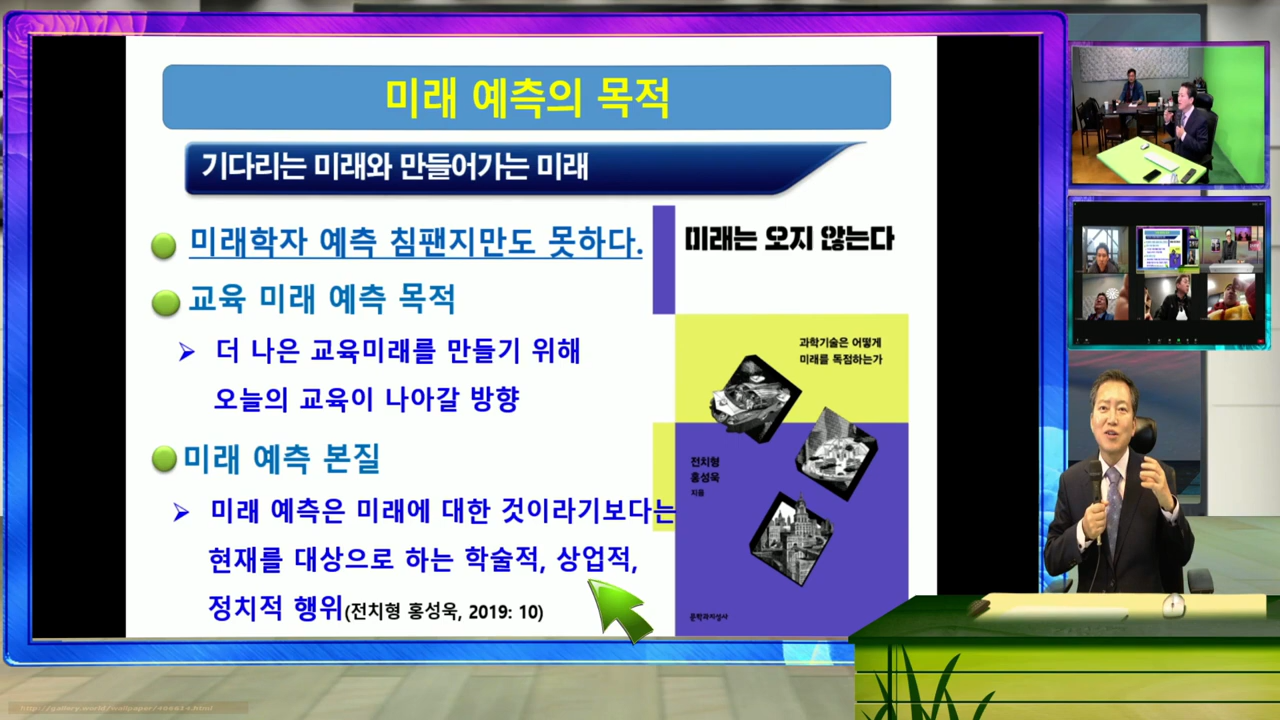 미래 예측의 목적
기다리는 미래와 만들어가는 미래
미래학자 예측 침팬지만도 못하다.
교육 미래 예측 목적
더 나은 교육미래를 만들기 위해
오늘의 교육이 나아갈 방향
미래 예측 본질
미래 예측은 미래에 대한 것이라기보다는
현재를 대상으로 하는 학술적, 상업적,
정치적 행위(전치형 홍성욱, 2019: 10)
미래는 오지 않는다
과학기술은 어떻게
미래를 독점하는가
전치형
홍성욱
지음
문학과지성사